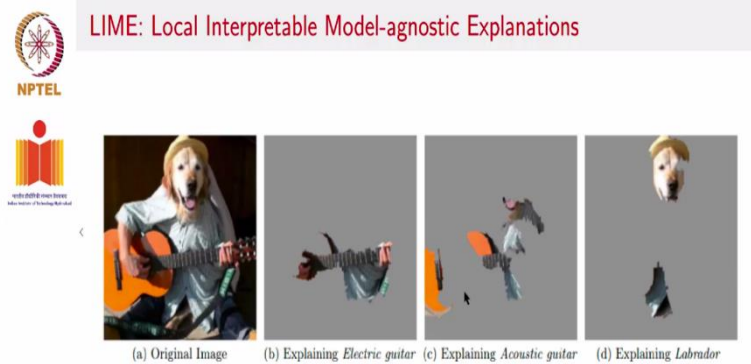 LIME: Local Interpretable Model-agnostic Explanations
NPTEL
(a) Original Image
(b) Explaining Electric guitar
(c) Explaining Acoustic guitar
(d) Explaining Labrador